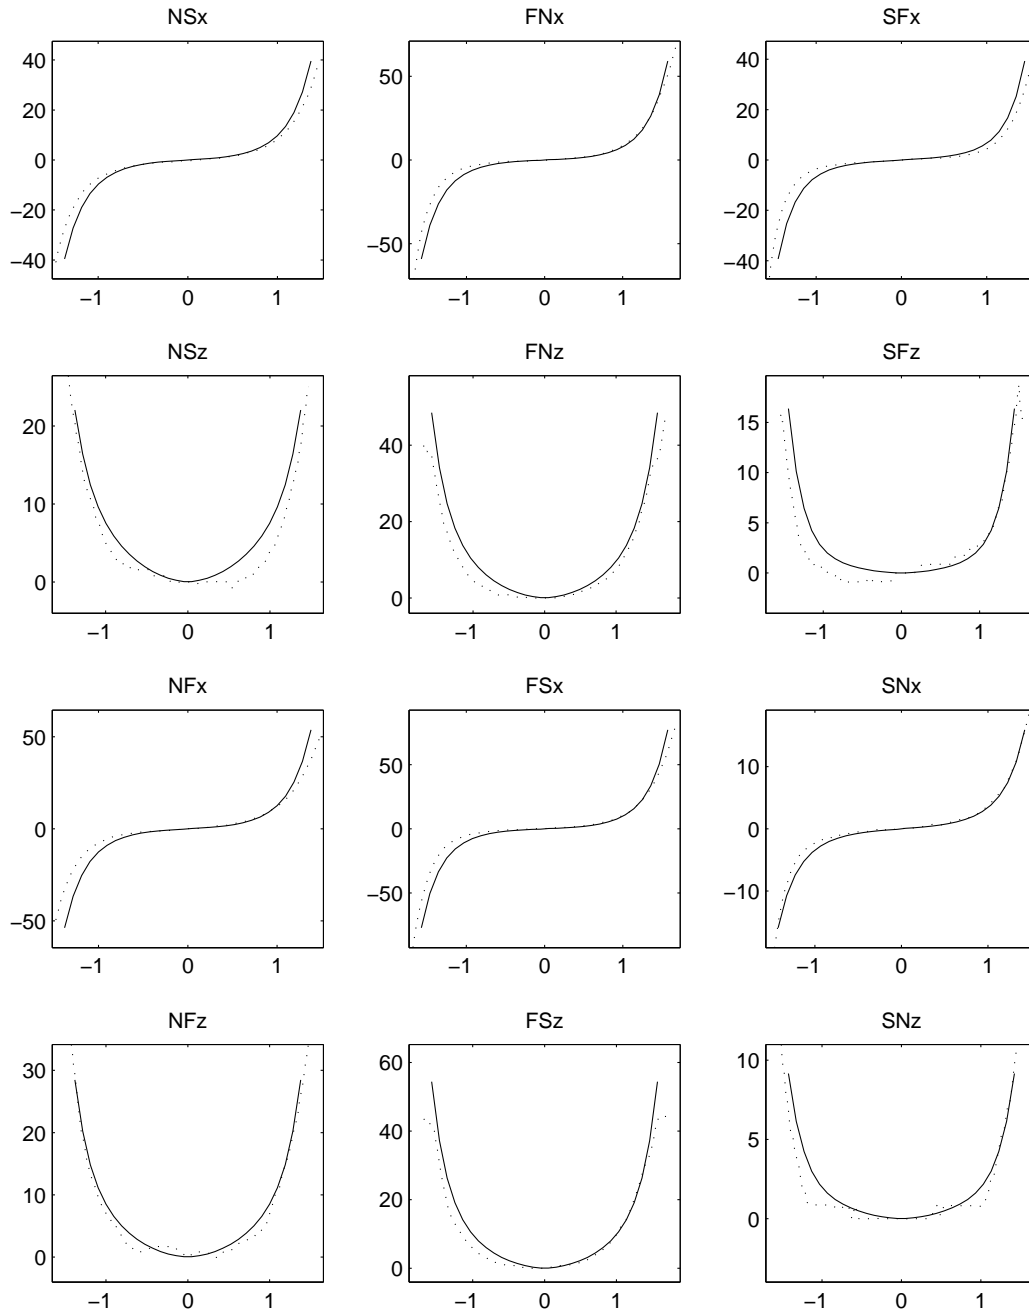 NSx FNx SFx
40 20 0 −20 −40
50 0 −50
40 20 0 −20 −40
−1 0 1 −1 0 1 −1 0 1
NSz FNz SFz
20 10 0
40 20 0
15 10 5 0
−1 0 1 −1 0 1 −1 0 1
NFx FSx SNx
50 0 −50
50 0 −50
10 0 −10
−1 0 1 −1 0 1 −1 0 1
NFz FSz SNz
30 20 10 0
60 40 20 0
10 5 0
−1 0 1 −1 0 1 −1 0 1